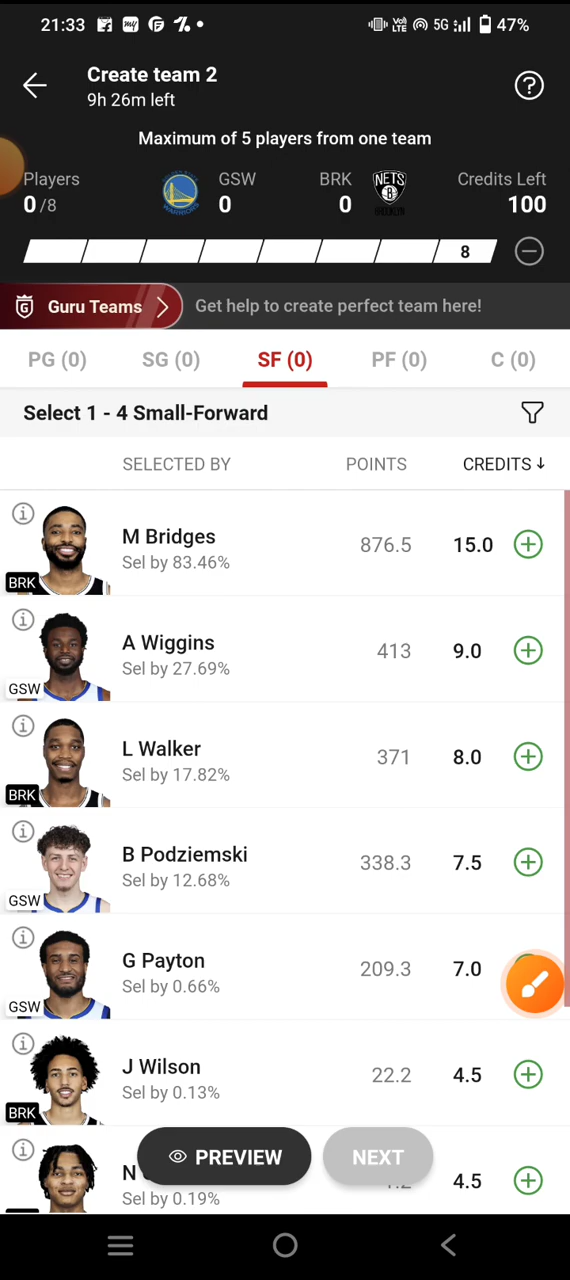 21:33 5G 47%
Create team 2
9h 26m left
Maximum of 5 players from one team
Players GSW BRK Credits Left
0 /8 0 0 100
8
Guru Teams Get help to create perfect team here!
PG (0) SG (0) SF (0) PF (0) C (0)
Select 1 - 4 Small-Forward
SELECTED BY POINTS CREDITS
M Bridges 876.5 15.0
Sel by 83.46%
BRK
A Wiggins 413 9.0
Sel by 27.69%
GSW
L Walker 371 8.0
Sel by 17.82%
BRK
B Podziemski 338.3 7.5
Sel by 12.68%
GSW
G Payton 209.3 7.0
Sel by 0.66%
GSW
J Wilson 22.2 4.5
Sel by 0.13%
BRK
PREVIEW NEXT
N 4.5
Sel by 0.19%